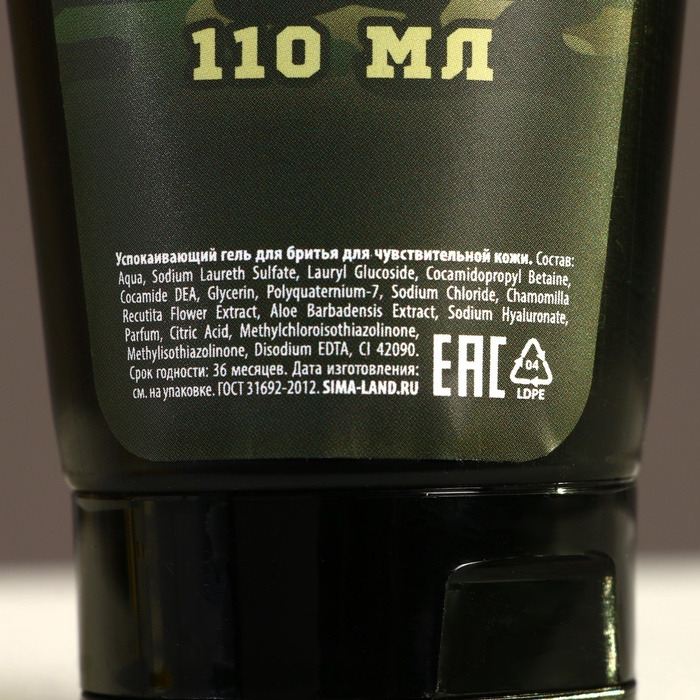 110 МЛ
Успокаивающий гель для бритья для чувствительной кожи. Состав:
Aqua, Sodium Laureth Sulfate, Lauryl Glucoside, Cocamidopropyl Betaine,
Cocamide DEA, Glycerin, Polyquaternium-7, Sodium Chloride, Chamomilla
Recutita Flower Extract, Aloe Barbadensis Extract, Sodium Hyaluronate,
Parfum, Citric Acid, Methylchloroisothiazolinone,
Methylisothiazolinone, Disodium EDTA, CI 42090.
Срок годности: 36 месяцев. Дата изготовления:
см. на упаковке. ГОСТ 31692-2012. SIMA-LAND.RU
EAC
04
LDPE